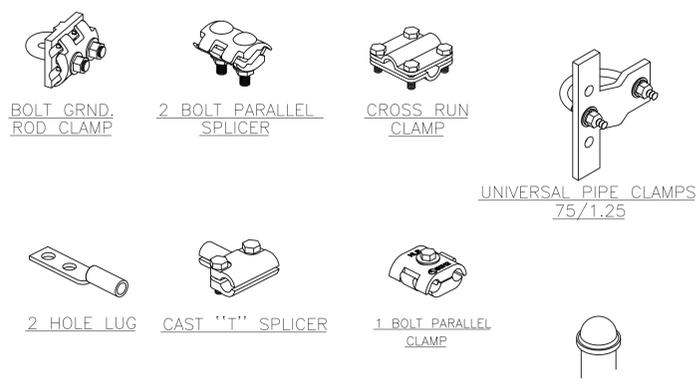 BOLT GRND.
ROD CLAMP
2 BOLT PARALLEL
SPLICER
CROSS RUN
CLAMP
UNIVERSAL PIPE CLAMPS
75/1.25
2 HOLE LUG
CAST "T" SPLICER
1 BOLT PARALLEL
CLAMP